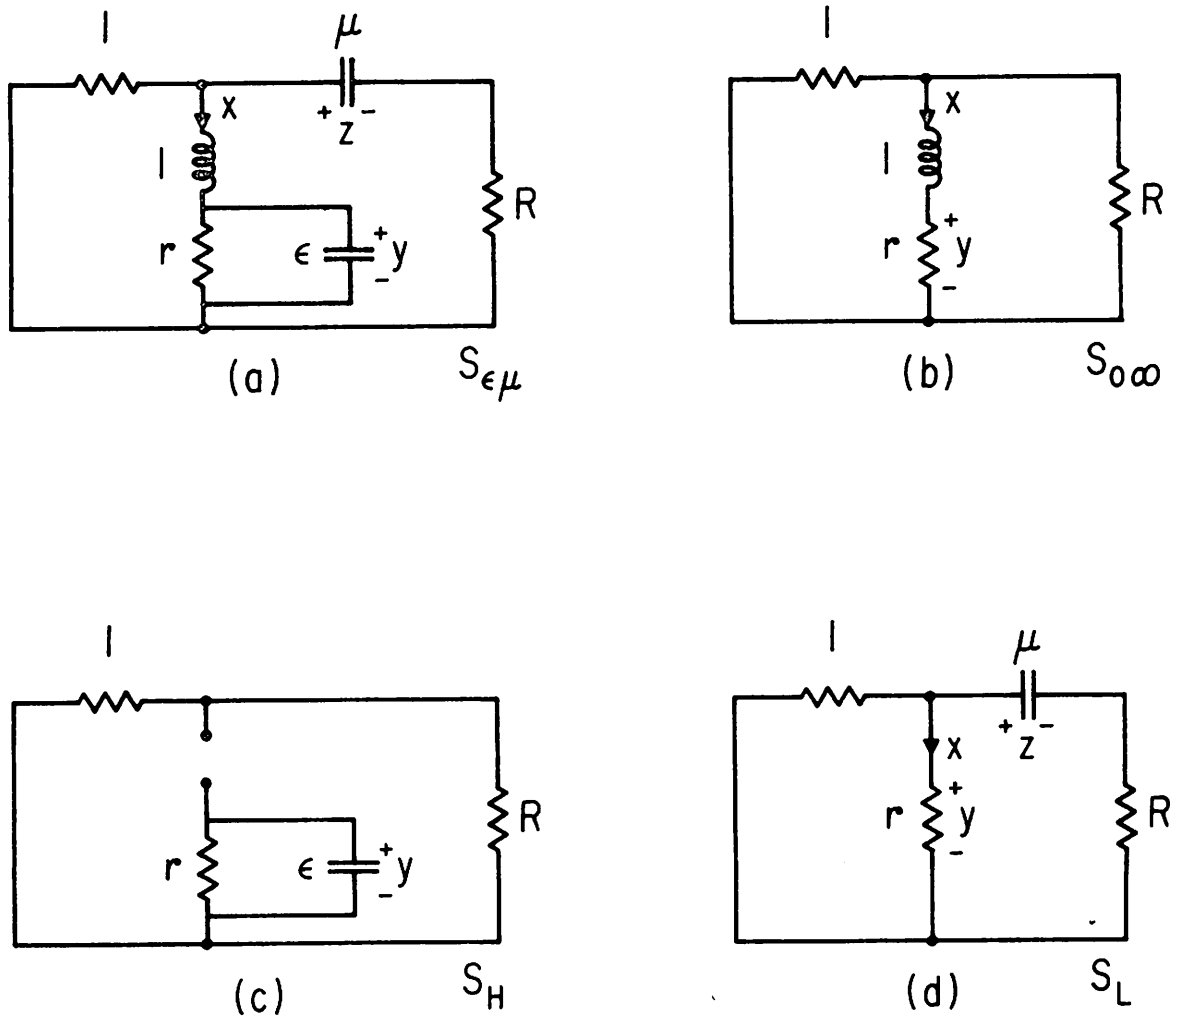 1 μ
x + z -
1 R
r ϵ + y -
(a) S_ϵμ
1
x
1 R
r + y -
(b) S_0∞
1
R
r ϵ + y -
(c) S_H
1 μ
x + z -
r + y - R
(d) S_L